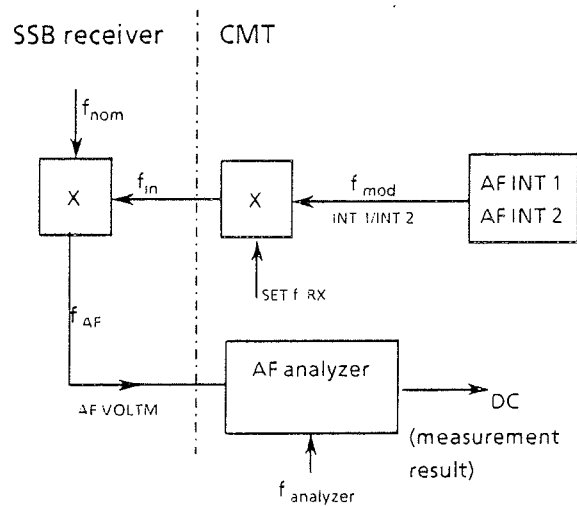 SSB receiver
CMT
f nom
X
f in
X
f mod
INT 1/INT 2
AF INT 1
AF INT 2
SET f RX
f AF
AF VOLTM
AF analyzer
DC
(measurement
result)
f analyzer